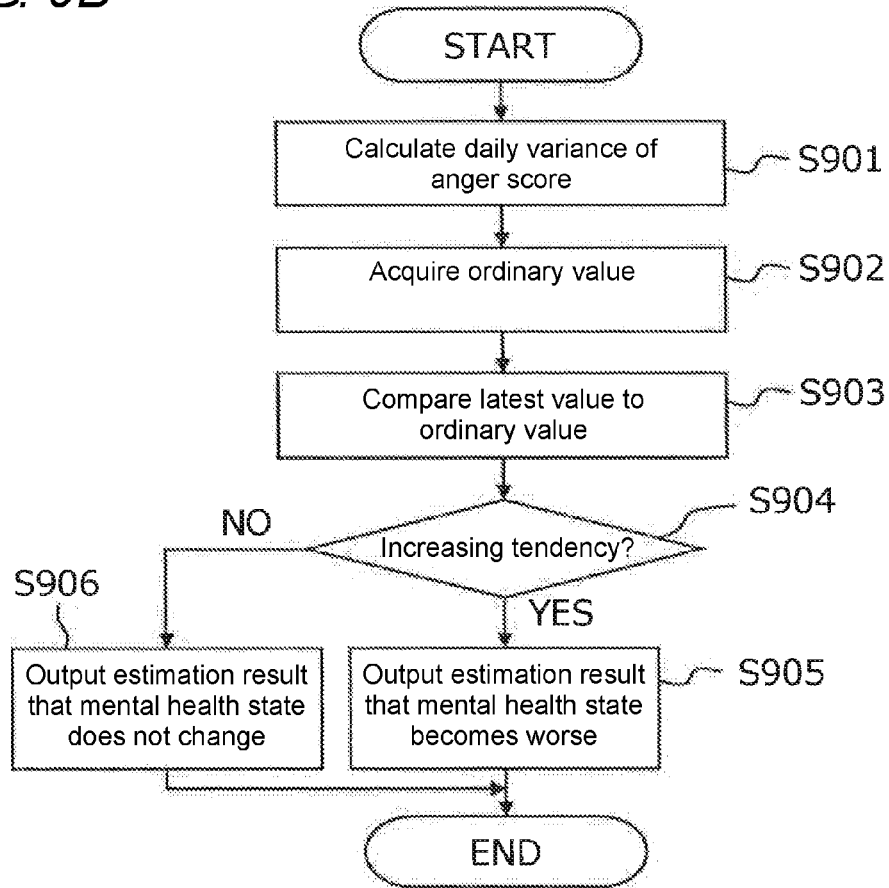 START
Calculate daily variance of
anger score
S901
Acquire ordinary value
S902
Compare latest value to
ordinary value
S903
Increasing tendency?
S904
NO
YES
S906
Output estimation result
that mental health state
does not change
Output estimation result
that mental health state
becomes worse
S905
END